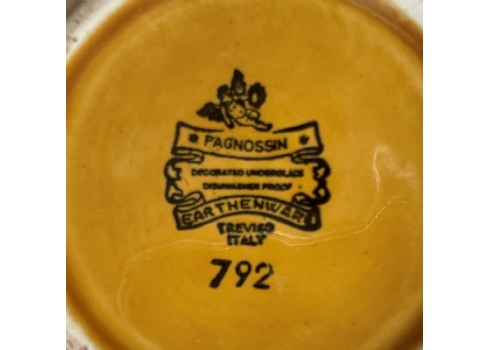 * PAGNOSSIN *
DECORATED UNDERGLAZE
DISHWASHER PROOF
EARTHENWARE
TREVISO
ITALY
792